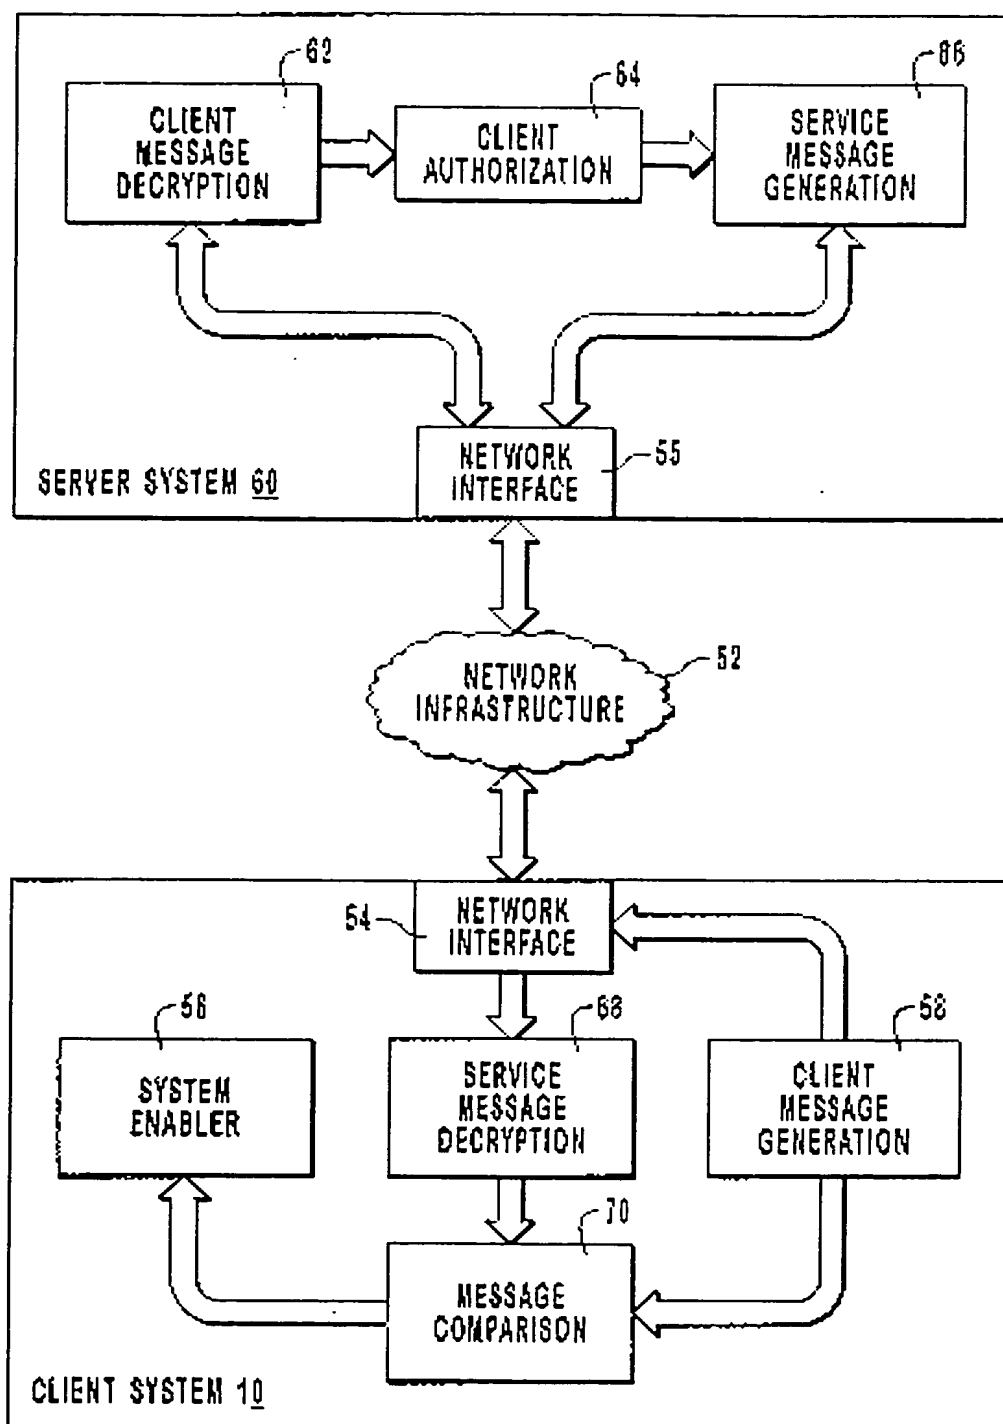 62
64
66
CLIENT
MESSAGE
DECRYPTION
CLIENT
AUTHORIZATION
SERVICE
MESSAGE
GENERATION
NETWORK
INTERFACE
55
SERVER SYSTEM 60
NETWORK
INFRASTRUCTURE
52
NETWORK
INTERFACE
54
56
68
58
SYSTEM
ENABLER
SERVICE
MESSAGE
DECRYPTION
CLIENT
MESSAGE
GENERATION
70
MESSAGE
COMPARISON
CLIENT SYSTEM 10